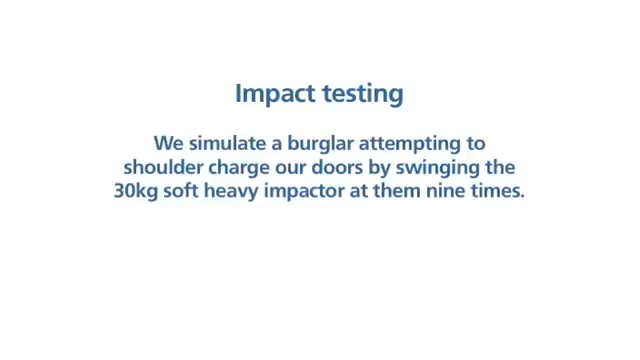 Impact testing
We simulate a burglar attempting to
shoulder charge our doors by swinging the
30kg soft heavy impactor at them nine times.